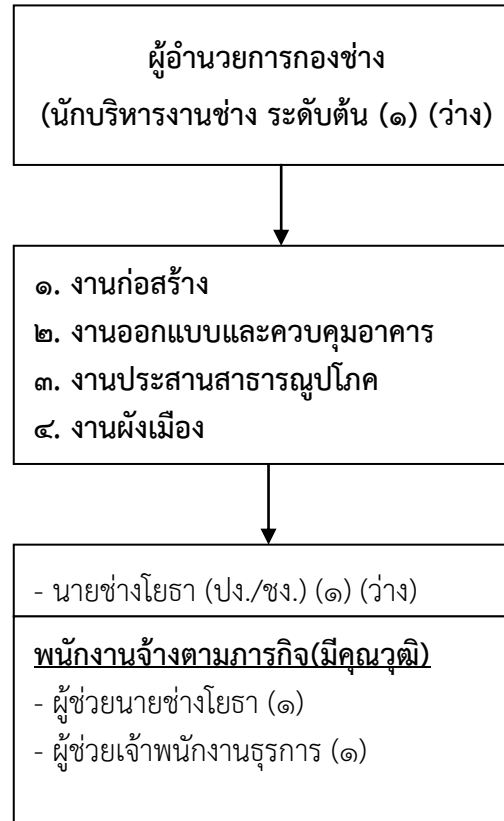 ผู้อำนวยการกองช่าง
(นักบริหารงานช่าง ระดับต้น (๑) (ว่าง)
๑. งานก่อสร้าง
๒. งานออกแบบและควบคุมอาคาร
๓. งานประสานสาธารณูปโภค
๔. งานผังเมือง
- นายช่างโยธา (ปง./ชง.) (๑) (ว่าง)
พนักงานจ้างตามภารกิจ(มีคุณวุฒิ)
- ผู้ช่วยนายช่างโยธา (๑)
- ผู้ช่วยเจ้าพนักงานธุรการ (๑)